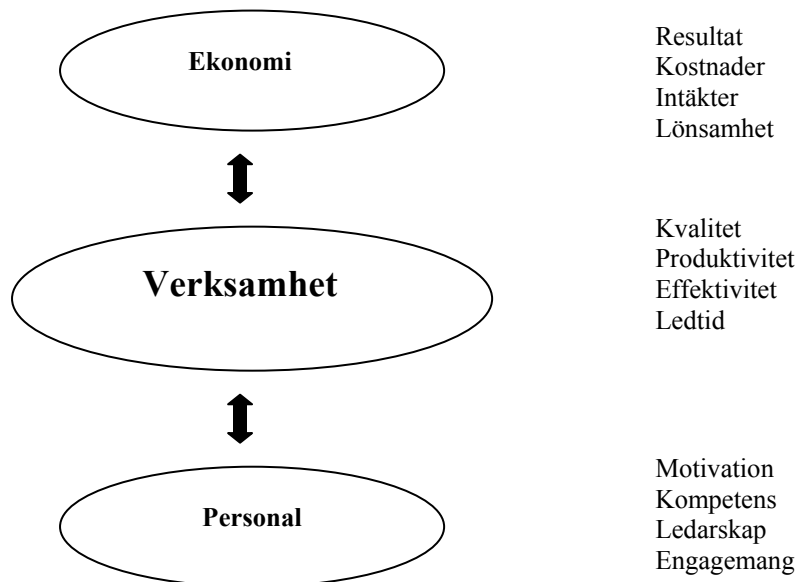 Ekonomi
Resultat
Kostnader
Intäkter
Lönsamhet
Verksamhet
Kvalitet
Produktivitet
Effektivitet
Ledtid
Personal
Motivation
Kompetens
Ledarskap
Engagemang